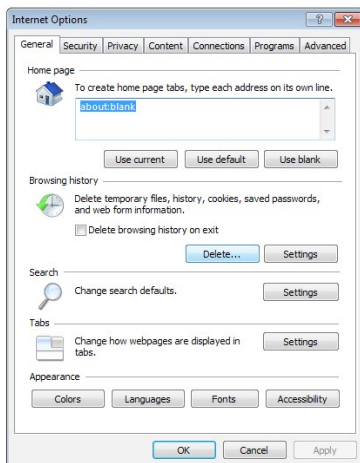 Internet Options
General Security Privacy Content Connections Programs Advanced
Home page
To create home page tabs, type each address on its own line.
about:blank
Use current Use default Use blank
Browsing history
Delete temporary files, history, cookies, saved passwords,
and web form information.
Delete browsing history on exit
Delete... Settings
Search
Change search defaults. Settings
Tabs
Change how webpages are displayed in
tabs.
Settings
Appearance
Colors Languages Fonts Accessibility
OK Cancel Apply